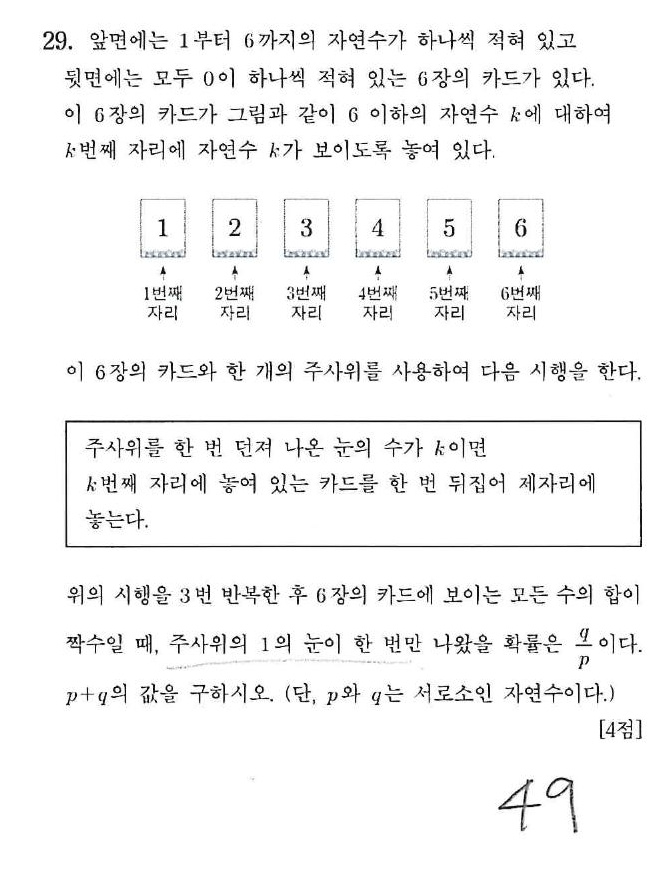 29. 앞면에는 1부터 6까지의 자연수가 하나씩 적혀 있고
뒷면에는 모두 0이 하나씩 적혀 있는 6장의 카드가 있다.
이 6장의 카드가 그림과 같이 6 이하의 자연수 k에 대하여
k번째 자리에 자연수 k가 보이도록 놓여 있다.
1 2 3 4 5 6
1번째 2번째 3번째 4번째 5번째 6번째
자리 자리 자리 자리 자리 자리
이 6장의 카드와 한 개의 주사위를 사용하여 다음 시행을 한다.
주사위를 한 번 던져 나온 눈의 수가 k이면
k번째 자리에 놓여 있는 카드를 한 번 뒤집어 제자리에
놓는다.
위의 시행을 3번 반복한 후 6장의 카드에 보이는 모든 수의 합이
짝수일 때, 주사위의 1의 눈이 한 번만 나왔을 확률은 q/p이다.
p+q의 값을 구하시오. (단, p와 q는 서로소인 자연수이다.)
[4점]
49